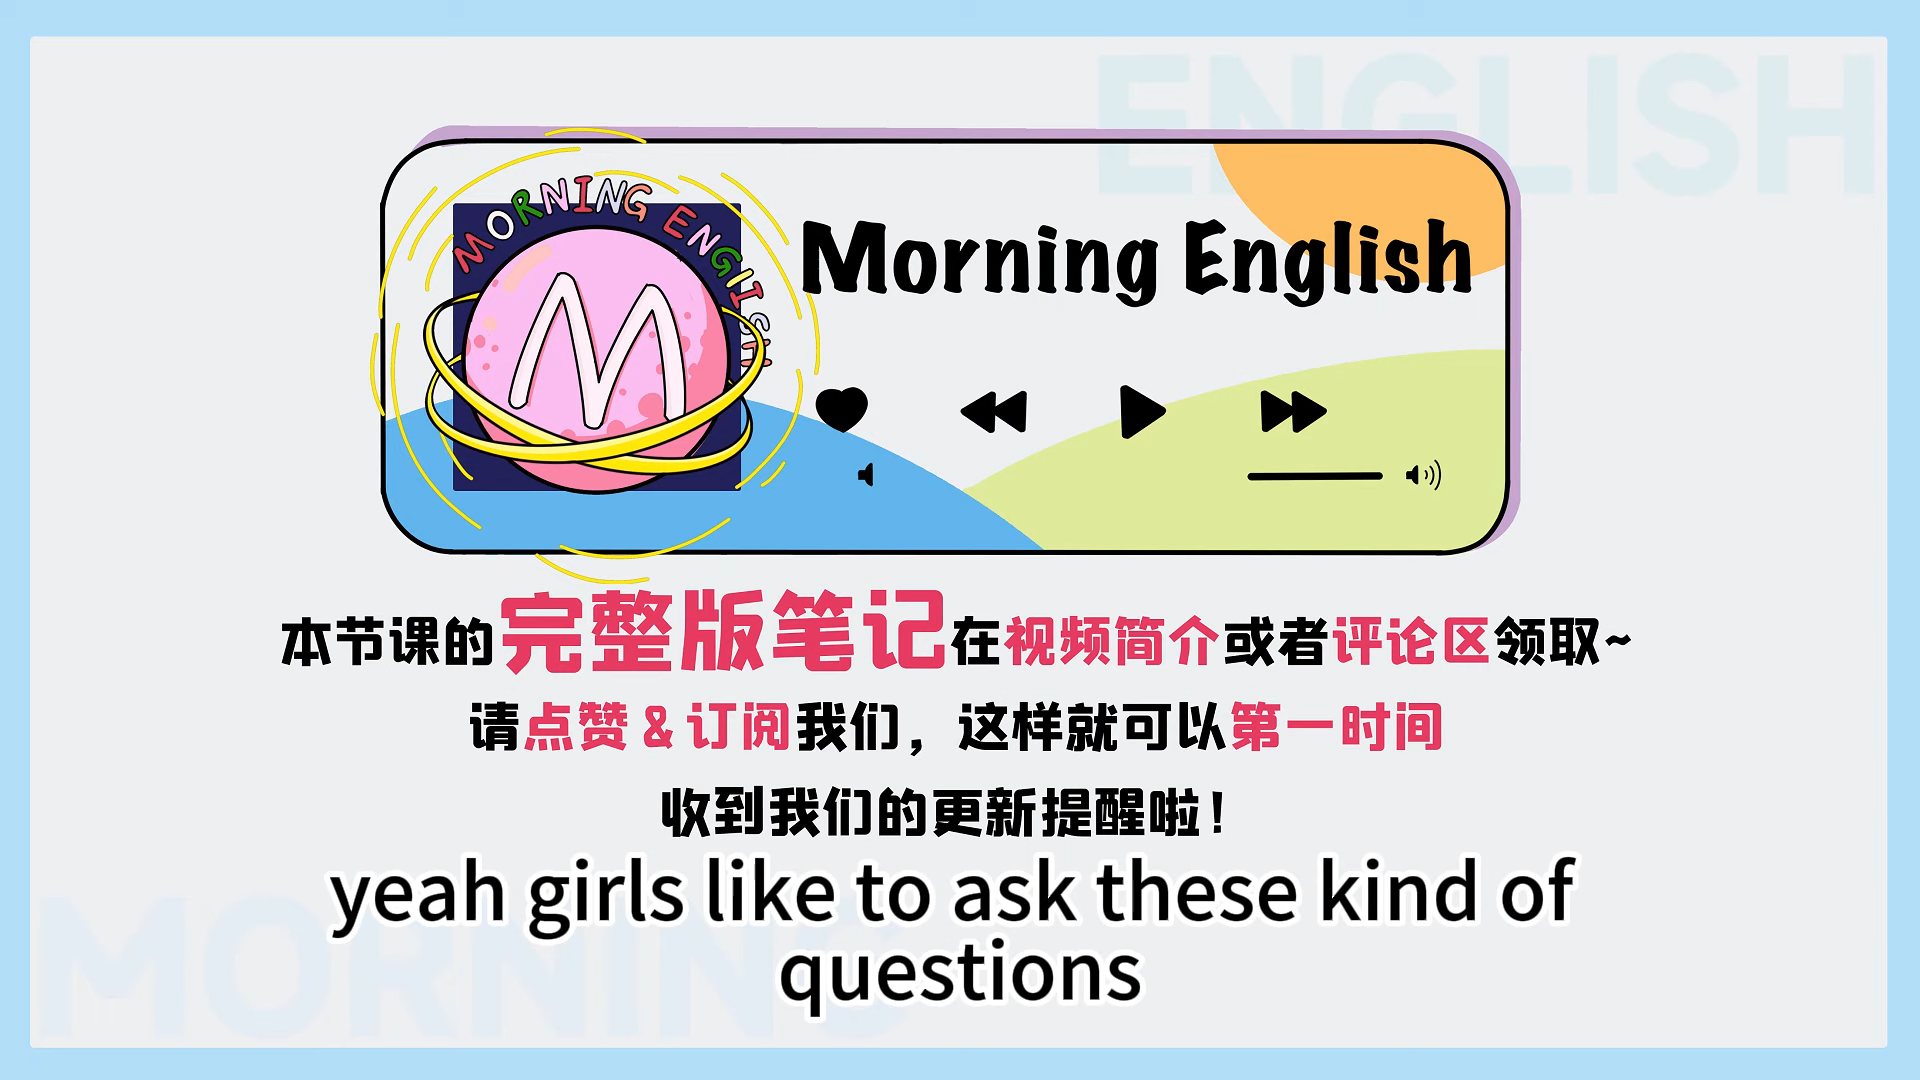 ENGLISH
MORNING ENGLISH
M
Morning English
本节课的完整版笔记在视频简介或者评论区领取~
请点赞&订阅我们，这样就可以第一时间
收到我们的更新提醒啦！
yeah girls like to ask these kind of
questions
MORNING